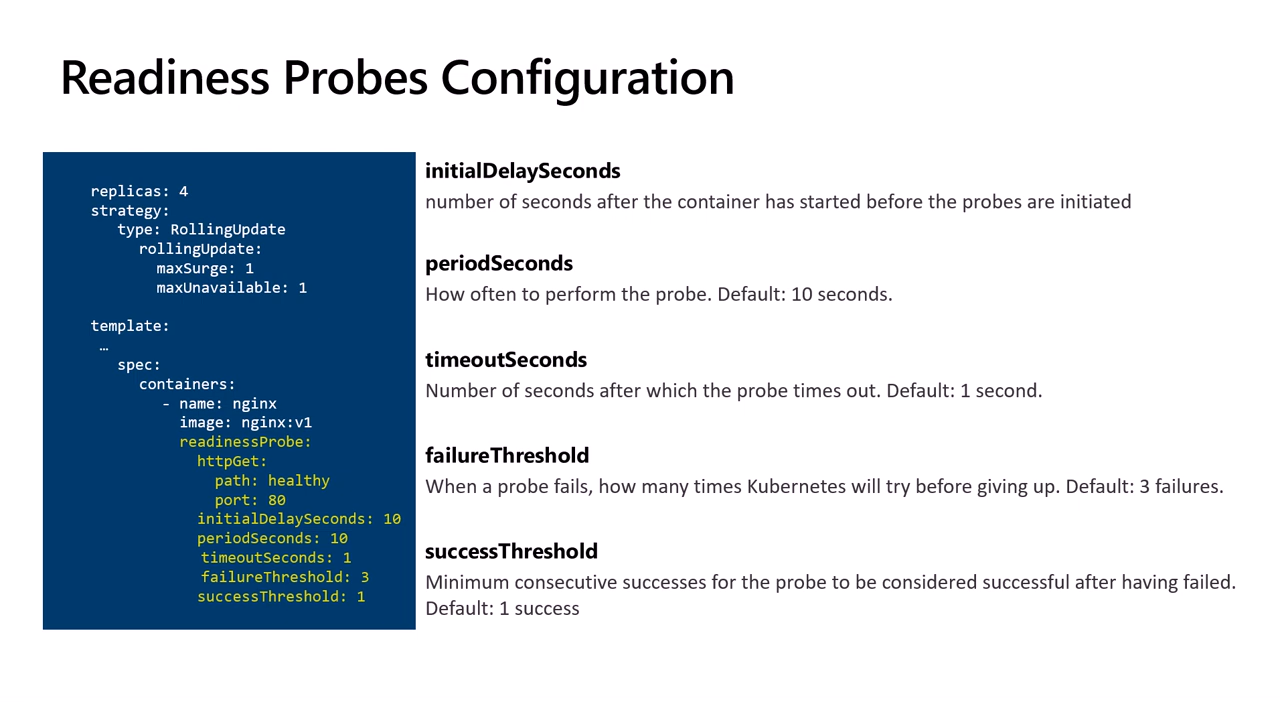 Readiness Probes Configuration
replicas: 4
strategy:
type: RollingUpdate
rollingUpdate:
maxSurge: 1
maxUnavailable: 1
template:
…
spec:
containers:
- name: nginx
image: nginx:v1
readinessProbe:
httpGet:
path: healthy
port: 80
initialDelaySeconds: 10
periodSeconds: 10
timeoutSeconds: 1
failureThreshold: 3
successThreshold: 1
initialDelaySeconds
number of seconds after the container has started before the probes are initiated
periodSeconds
How often to perform the probe. Default: 10 seconds.
timeoutSeconds
Number of seconds after which the probe times out. Default: 1 second.
failureThreshold
When a probe fails, how many times Kubernetes will try before giving up. Default: 3 failures.
successThreshold
Minimum consecutive successes for the probe to be considered successful after having failed.
Default: 1 success